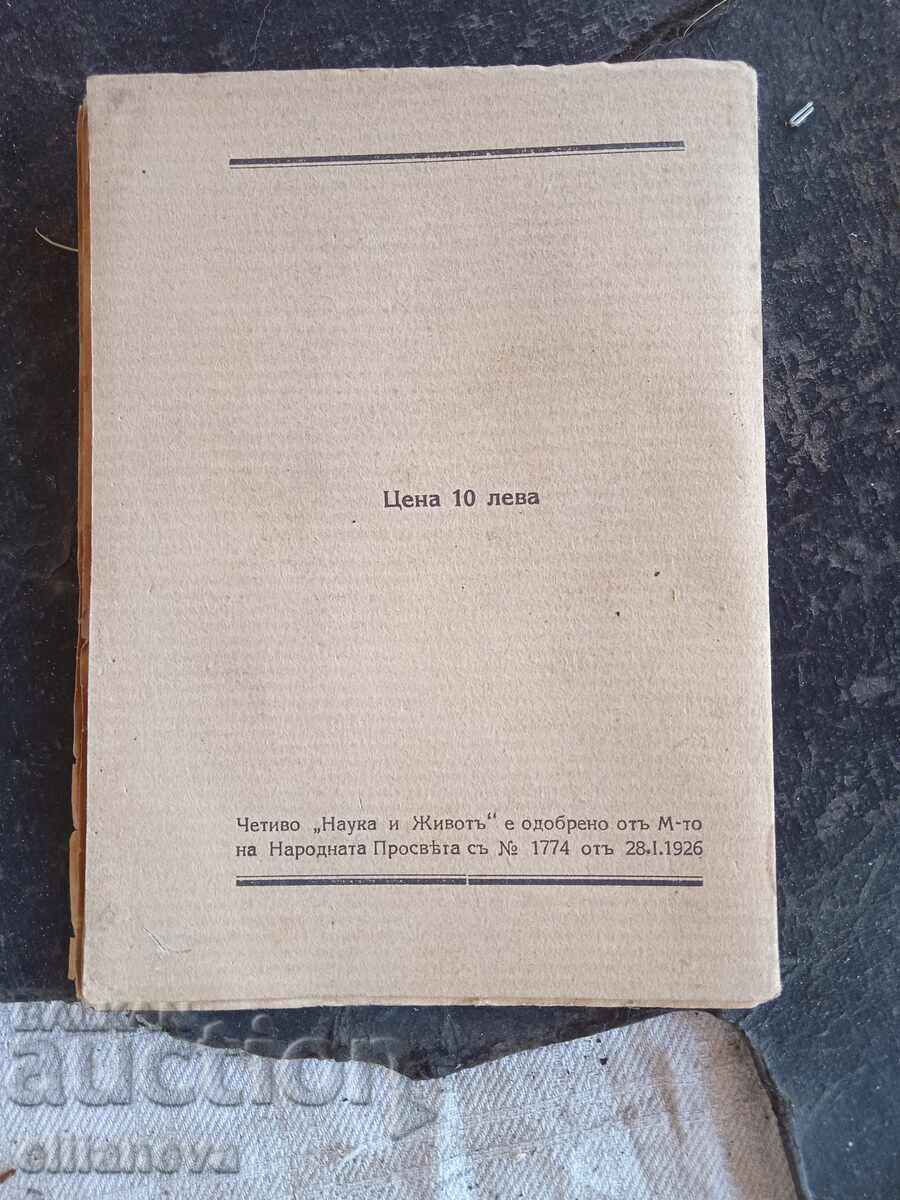 Цена 10 лева
Четиво „Наука и Животъ“ е одобрено отъ М-то
на Народната Просвѣта съ № 1774 отъ 28.I.1926
BALKAN
auction
ellianova